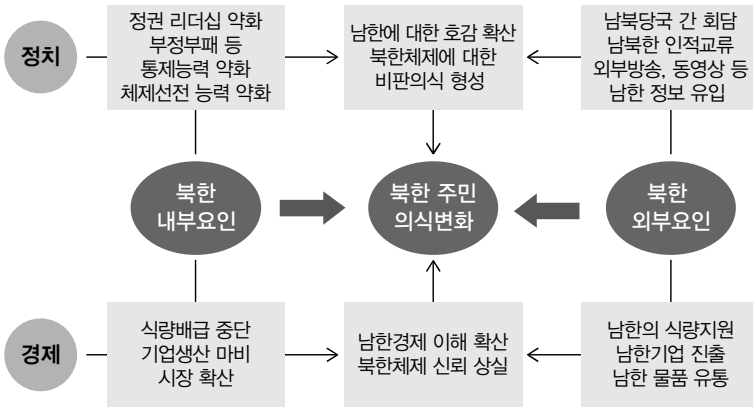 정치
정권 리더십 약화
부정부패 등
통제능력 약화
체제선전 능력 약화
남한에 대한 호감 확산
북한체제에 대한
비판의식 형성
남북당국 간 회담
남북한 인적교류
외부방송, 동영상 등
남한 정보 유입
북한
내부요인
북한 주민
의식변화
북한
외부요인
경제
식량배급 중단
기업생산 마비
시장 확산
남한경제 이해 확산
북한체제 신뢰 상실
남한의 식량지원
남한기업 진출
남한 물품 유통